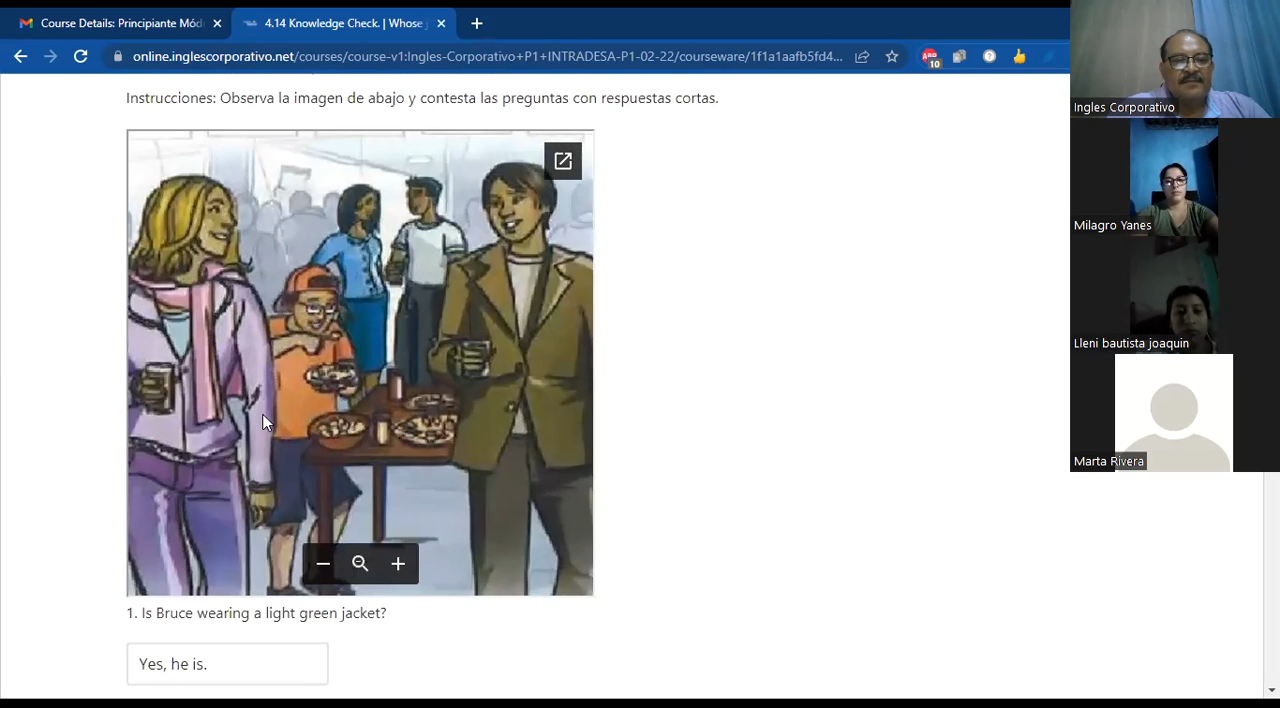 Course Details: Principiante Mód
4.14 Knowledge Check. | Whose
online.inglescorporativo.net/courses/course-v1:Ingles-Corporativo+P1+INTRADESA-P1-02-22/courseware/1f1a1aafb5fd4...
10
Instrucciones: Observa la imagen de abajo y contesta las preguntas con respuestas cortas.
1. Is Bruce wearing a light green jacket?
Yes, he is.
Ingles Corporativo
Milagro Yanes
Lleni bautista joaquin
Marta Rivera